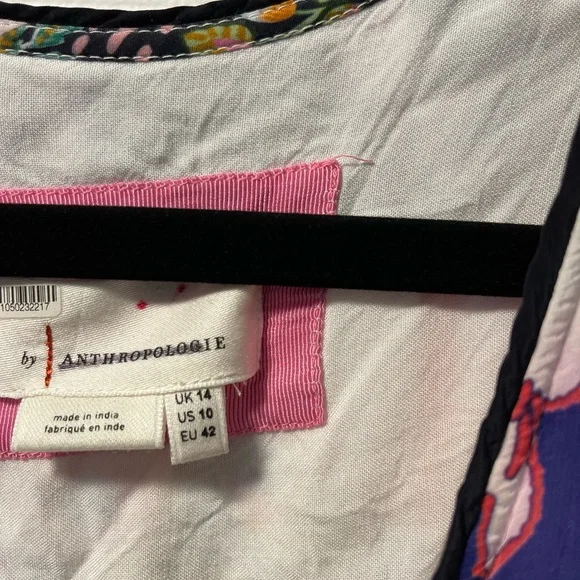 1050232217
by ANTHROPOLOGIE
made in india
fabriqué en inde
UK 14
US 10
EU 42